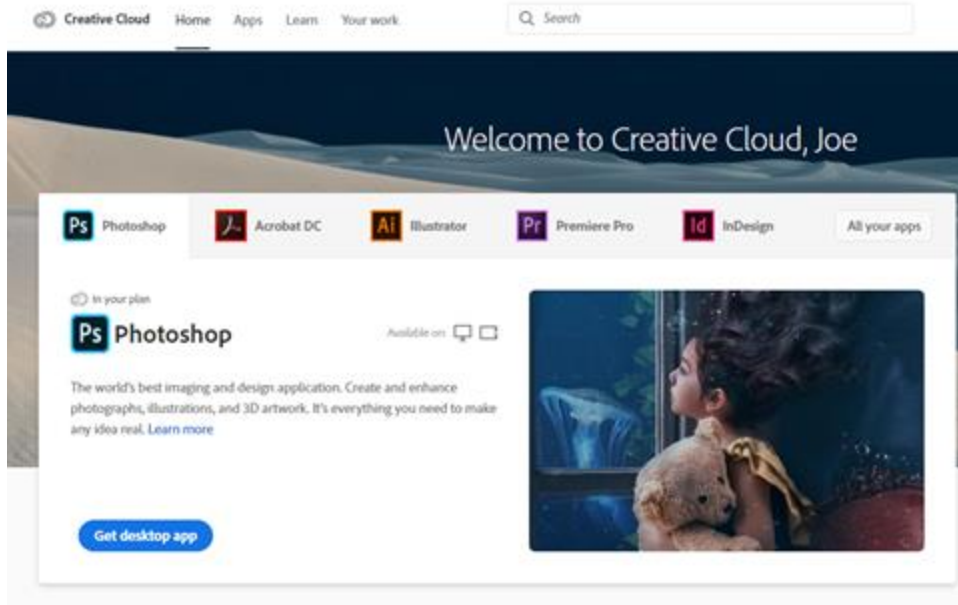 Creative Cloud Home Apps Learn Your work Search
Welcome to Creative Cloud, Joe
Ps Photoshop Acrobat DC Ai Illustrator Pr Premiere Pro Id InDesign All your apps
In your plan
Ps Photoshop Available on:
The world's best imaging and design application. Create and enhance
photographs, illustrations, and 3D artwork. It's everything you need to make
any idea real. Learn more
Get desktop app